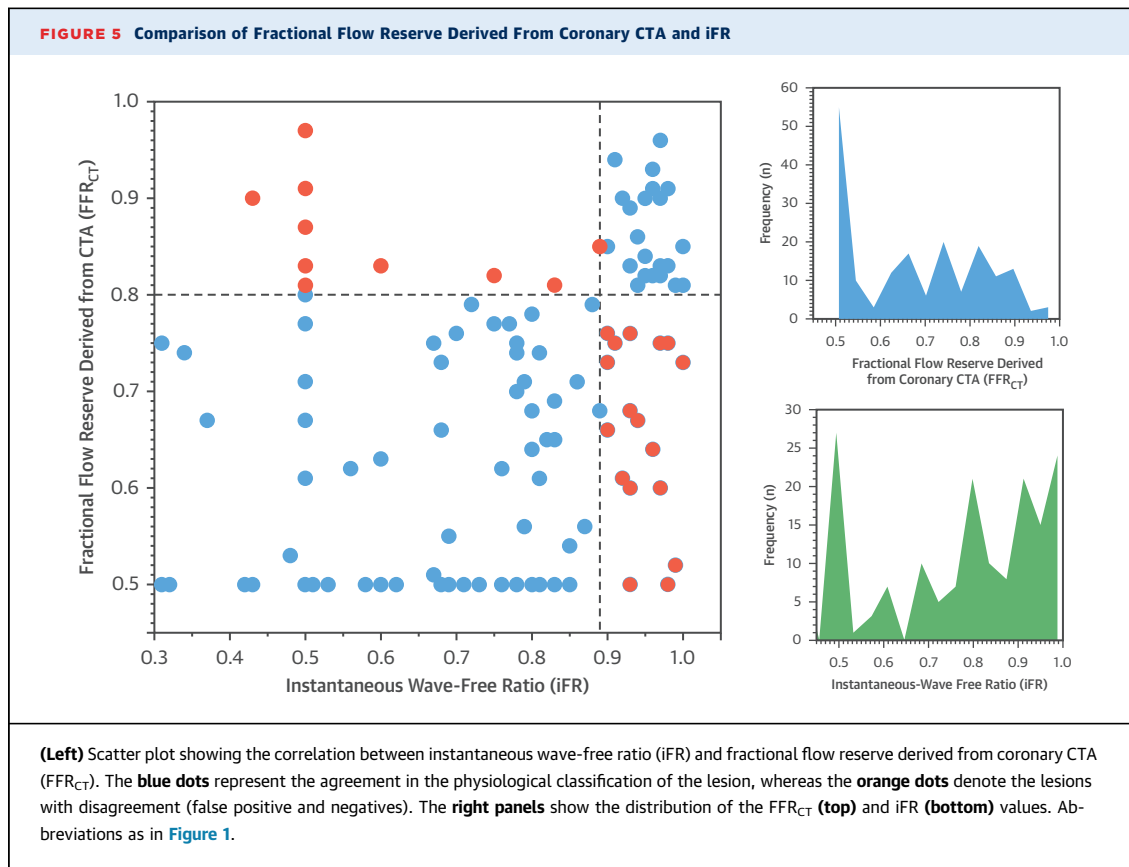 FIGURE 5 Comparison of Fractional Flow Reserve Derived From Coronary CTA and iFR
Fractional Flow Reserve Derived from CTA (FFRCT)
1.0
0.9
0.8
0.7
0.6
0.5
0.3 0.4 0.5 0.6 0.7 0.8 0.9 1.0
Instantaneous Wave-Free Ratio (iFR)
Frequency (n)
60
50
40
30
20
10
0
0.5 0.6 0.7 0.8 0.9 1.0
Fractional Flow Reserve Derived
from Coronary CTA (FFRCT)
Frequency (n)
30
25
20
15
10
5
0
0.5 0.6 0.7 0.8 0.9 1.0
Instantaneous-Wave Free Ratio (iFR)
(Left) Scatter plot showing the correlation between instantaneous wave-free ratio (iFR) and fractional flow reserve derived from coronary CTA
(FFRCT). The blue dots represent the agreement in the physiological classification of the lesion, whereas the orange dots denote the lesions
with disagreement (false positive and negatives). The right panels show the distribution of the FFRCT (top) and iFR (bottom) values. Ab-
breviations as in Figure 1.